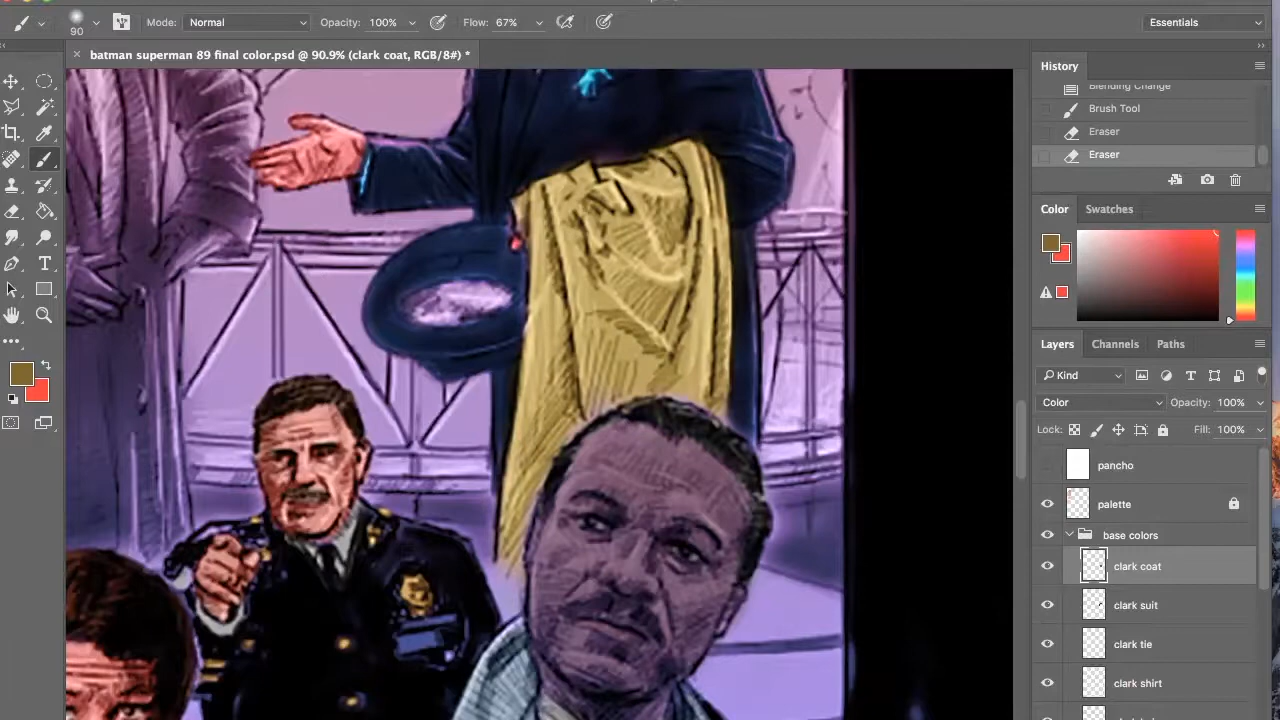 90
Mode: Normal
Opacity: 100%
Flow: 67%
Essentials
batman superman 89 final color.psd @ 90.9% (clark coat, RGB/8#) *
History
Blending Change
Brush Tool
Eraser
Eraser
Color
Swatches
Layers
Channels
Paths
Kind
Color
Opacity: 100%
Lock:
Fill: 100%
pancho
palette
base colors
clark coat
clark suit
clark tie
clark shirt